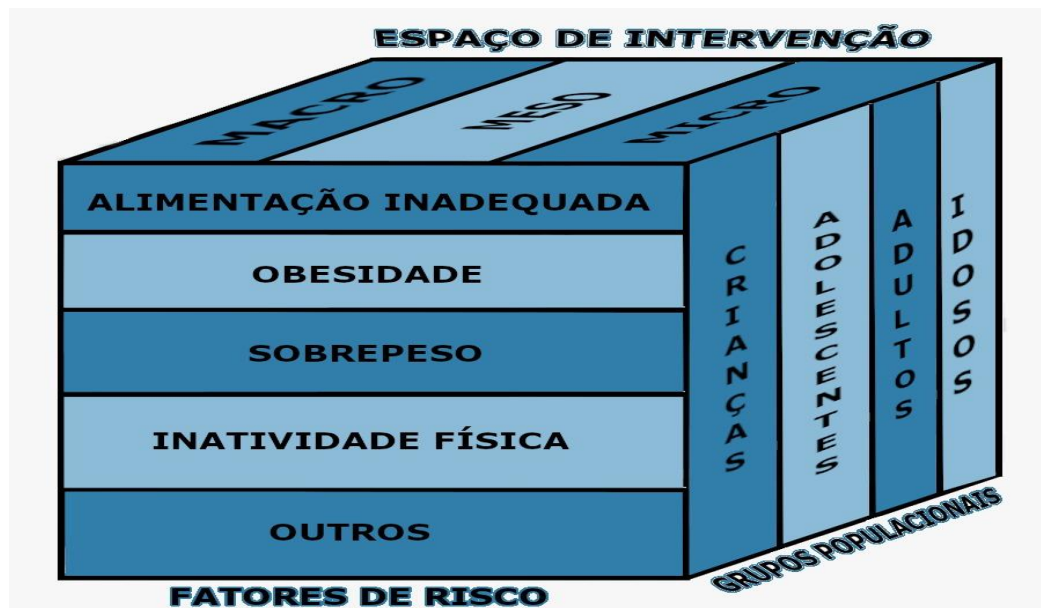 ESPAÇO DE INTERVENÇÃO
MACRO
MESO
MICRO
ALIMENTAÇÃO INADEQUADA
OBESIDADE
SOBREPESO
INATIVIDADE FÍSICA
OUTROS
FATORES DE RISCO
CRIANÇAS
ADOLESCENTES
ADULTOS
IDOSOS
GRUPOS POPULACIONAIS